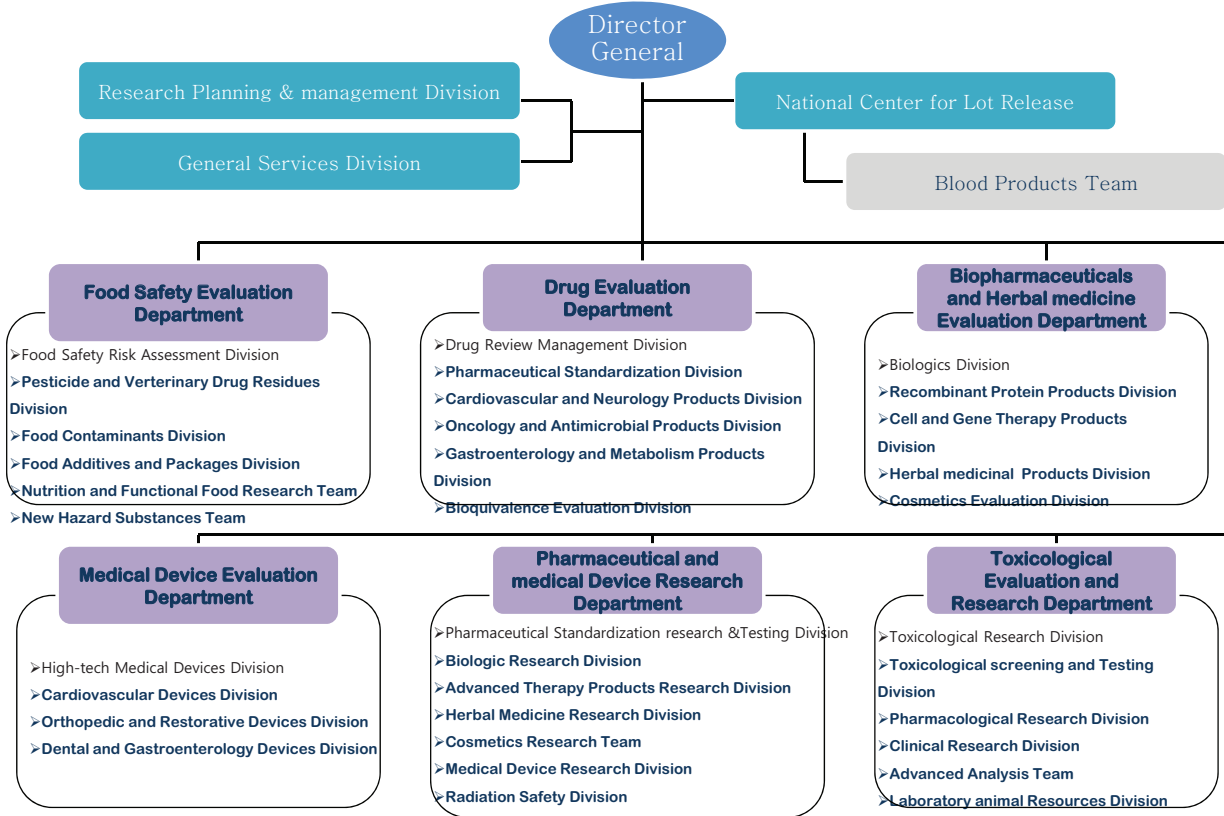 Director
General
Research Planning & management Division
National Center for Lot Release
General Services Division
Blood Products Team
Food Safety Evaluation
Department
➢Food Safety Risk Assessment Division
➢Pesticide and Verterinary Drug Residues
Division
➢Food Contaminants Division
➢Food Additives and Packages Division
➢Nutrition and Functional Food Research Team
➢New Hazard Substances Team
Drug Evaluation
Department
➢Drug Review Management Division
➢Pharmaceutical Standardization Division
➢Cardiovascular and Neurology Products Division
➢Oncology and Antimicrobial Products Division
➢Gastroenterology and Metabolism Products
Division
➢Bioquivalence Evaluation Division
Biopharmaceuticals
and Herbal medicine
Evaluation Department
➢Biologics Division
➢Recombinant Protein Products Division
➢Cell and Gene Therapy Products
Division
➢Herbal medicinal Products Division
➢Cosmetics Evaluation Division
Medical Device Evaluation
Department
➢High-tech Medical Devices Division
➢Cardiovascular Devices Division
➢Orthopedic and Restorative Devices Division
➢Dental and Gastroenterology Devices Division
Pharmaceutical and
medical Device Research
Department
➢Pharmaceutical Standardization research &Testing Division
➢Biologic Research Division
➢Advanced Therapy Products Research Division
➢Herbal Medicine Research Division
➢Cosmetics Research Team
➢Medical Device Research Division
➢Radiation Safety Division
Toxicological
Evaluation and
Research Department
➢Toxicological Research Division
➢Toxicological screening and Testing
Division
➢Pharmacological Research Division
➢Clinical Research Division
➢Advanced Analysis Team
➢Laboratory animal Resources Division